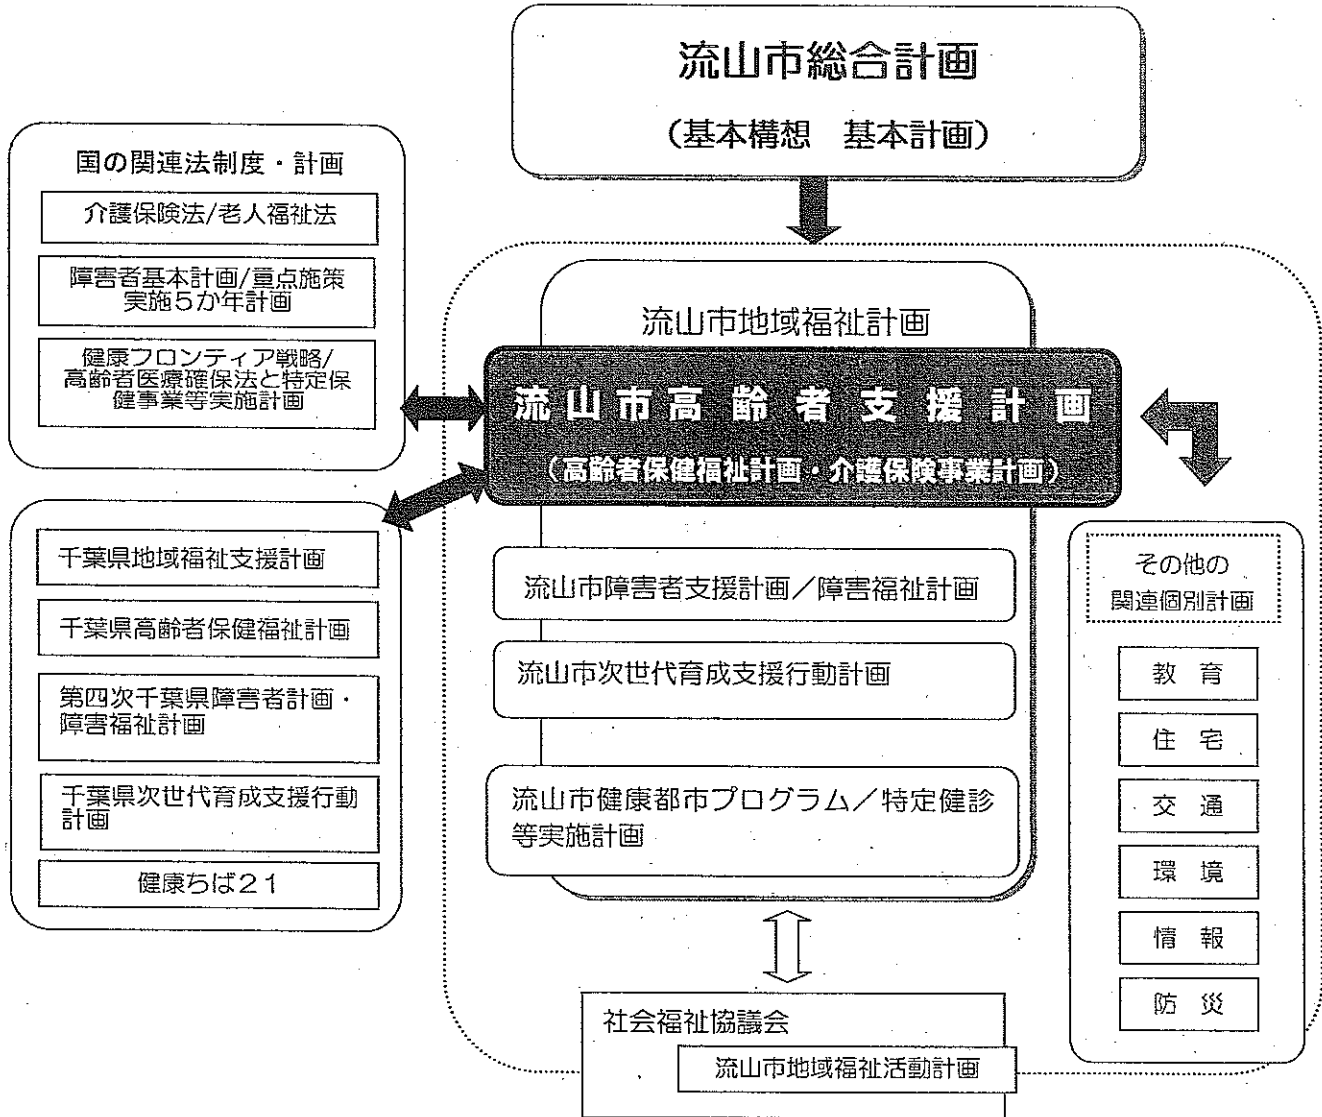 流山市総合計画
(基本構想 基本計画)
国の関連法制度・計画
介護保険法/老人福祉法
障害者基本計画/重点施策
実施5か年計画
健康フロンティア戦略/
高齢者医療確保法と特定保
健事業等実施計画
千葉県地域福祉支援計画
千葉県高齢者保健福祉計画
第四次千葉県障害者計画・
障害福祉計画
千葉県次世代育成支援行動
計画
健康ちば21
流山市地域福祉計画
流山市高齢者支援計画
(高齢者保健福祉計画・介護保険事業計画)
流山市障害者支援計画/障害福祉計画
流山市次世代育成支援行動計画
流山市健康都市プログラム/特定健診
等実施計画
社会福祉協議会
流山市地域福祉活動計画
その他の
関連個別計画
教 育
住 宅
交 通
環 境
情 報
防 災